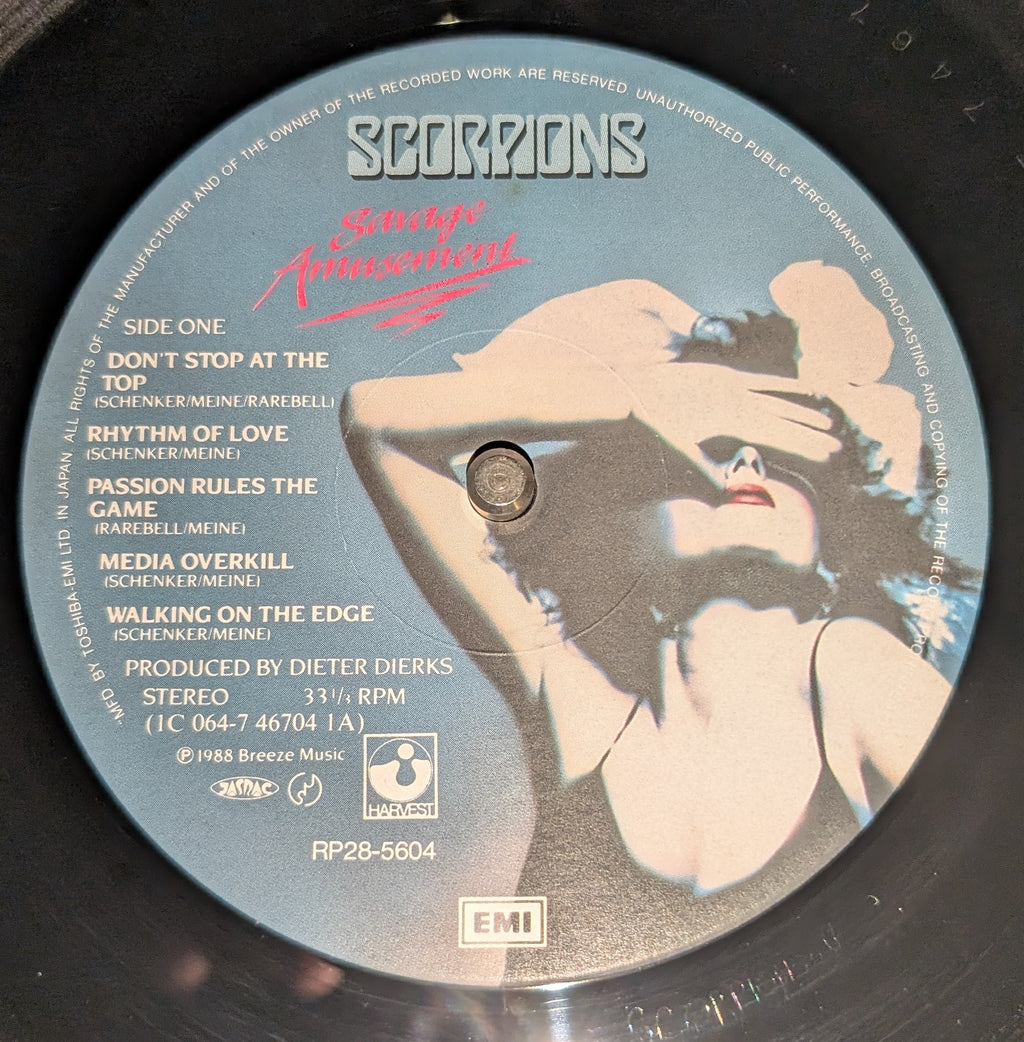 "MFD BY TOSHIBA-EMI LTD. IN JAPAN ALL RIGHTS OF THE MANUFACTURER AND OF THE OWNER OF THE RECORDED WORK ARE RESERVED UNAUTHORIZED PUBLIC PERFORMANCE. BROADCASTING AND COPYING OF THE
SCORPIONS
Savage
Amusement
SIDE ONE
DON'T STOP AT THE
TOP
(SCHENKER/MEINE/RAREBELL)
RHYTHM OF LOVE
(SCHENKER/MEINE)
PASSION RULES THE
GAME
(RAREBELL/MEINE)
MEDIA OVERKILL
(SCHENKER/MEINE)
WALKING ON THE EDGE
(SCHENKER/MEINE)
PRODUCED BY DIETER DIERKS
STEREO 33 1/3 RPM
(1C 064-7 46704 1A)
Ⓟ 1988 Breeze Music
JASRAC
HARVEST
RP28-5604
EMI